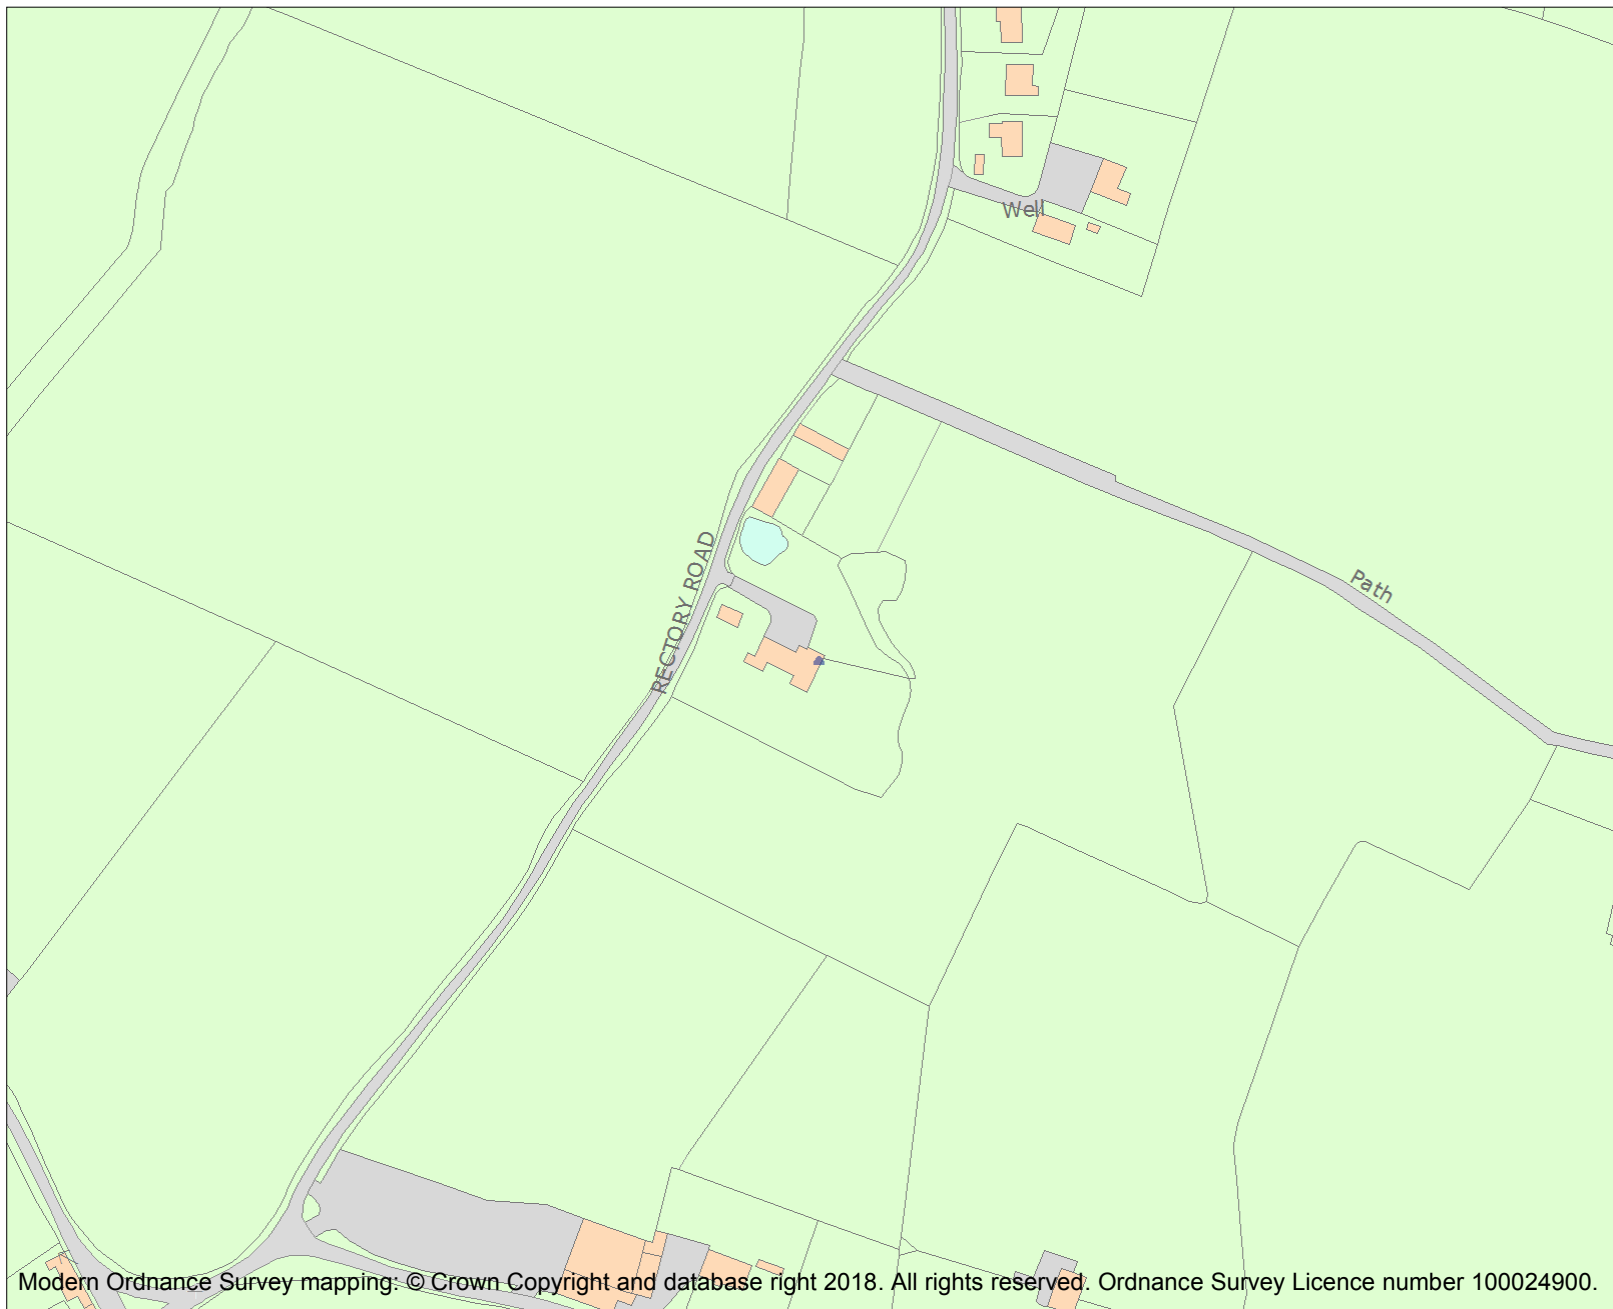 Well
Path
RECTORY ROAD
Modern Ordnance Survey mapping: © Crown Copyright and database right 2018. All rights reserved. Ordnance Survey Licence number 100024900.